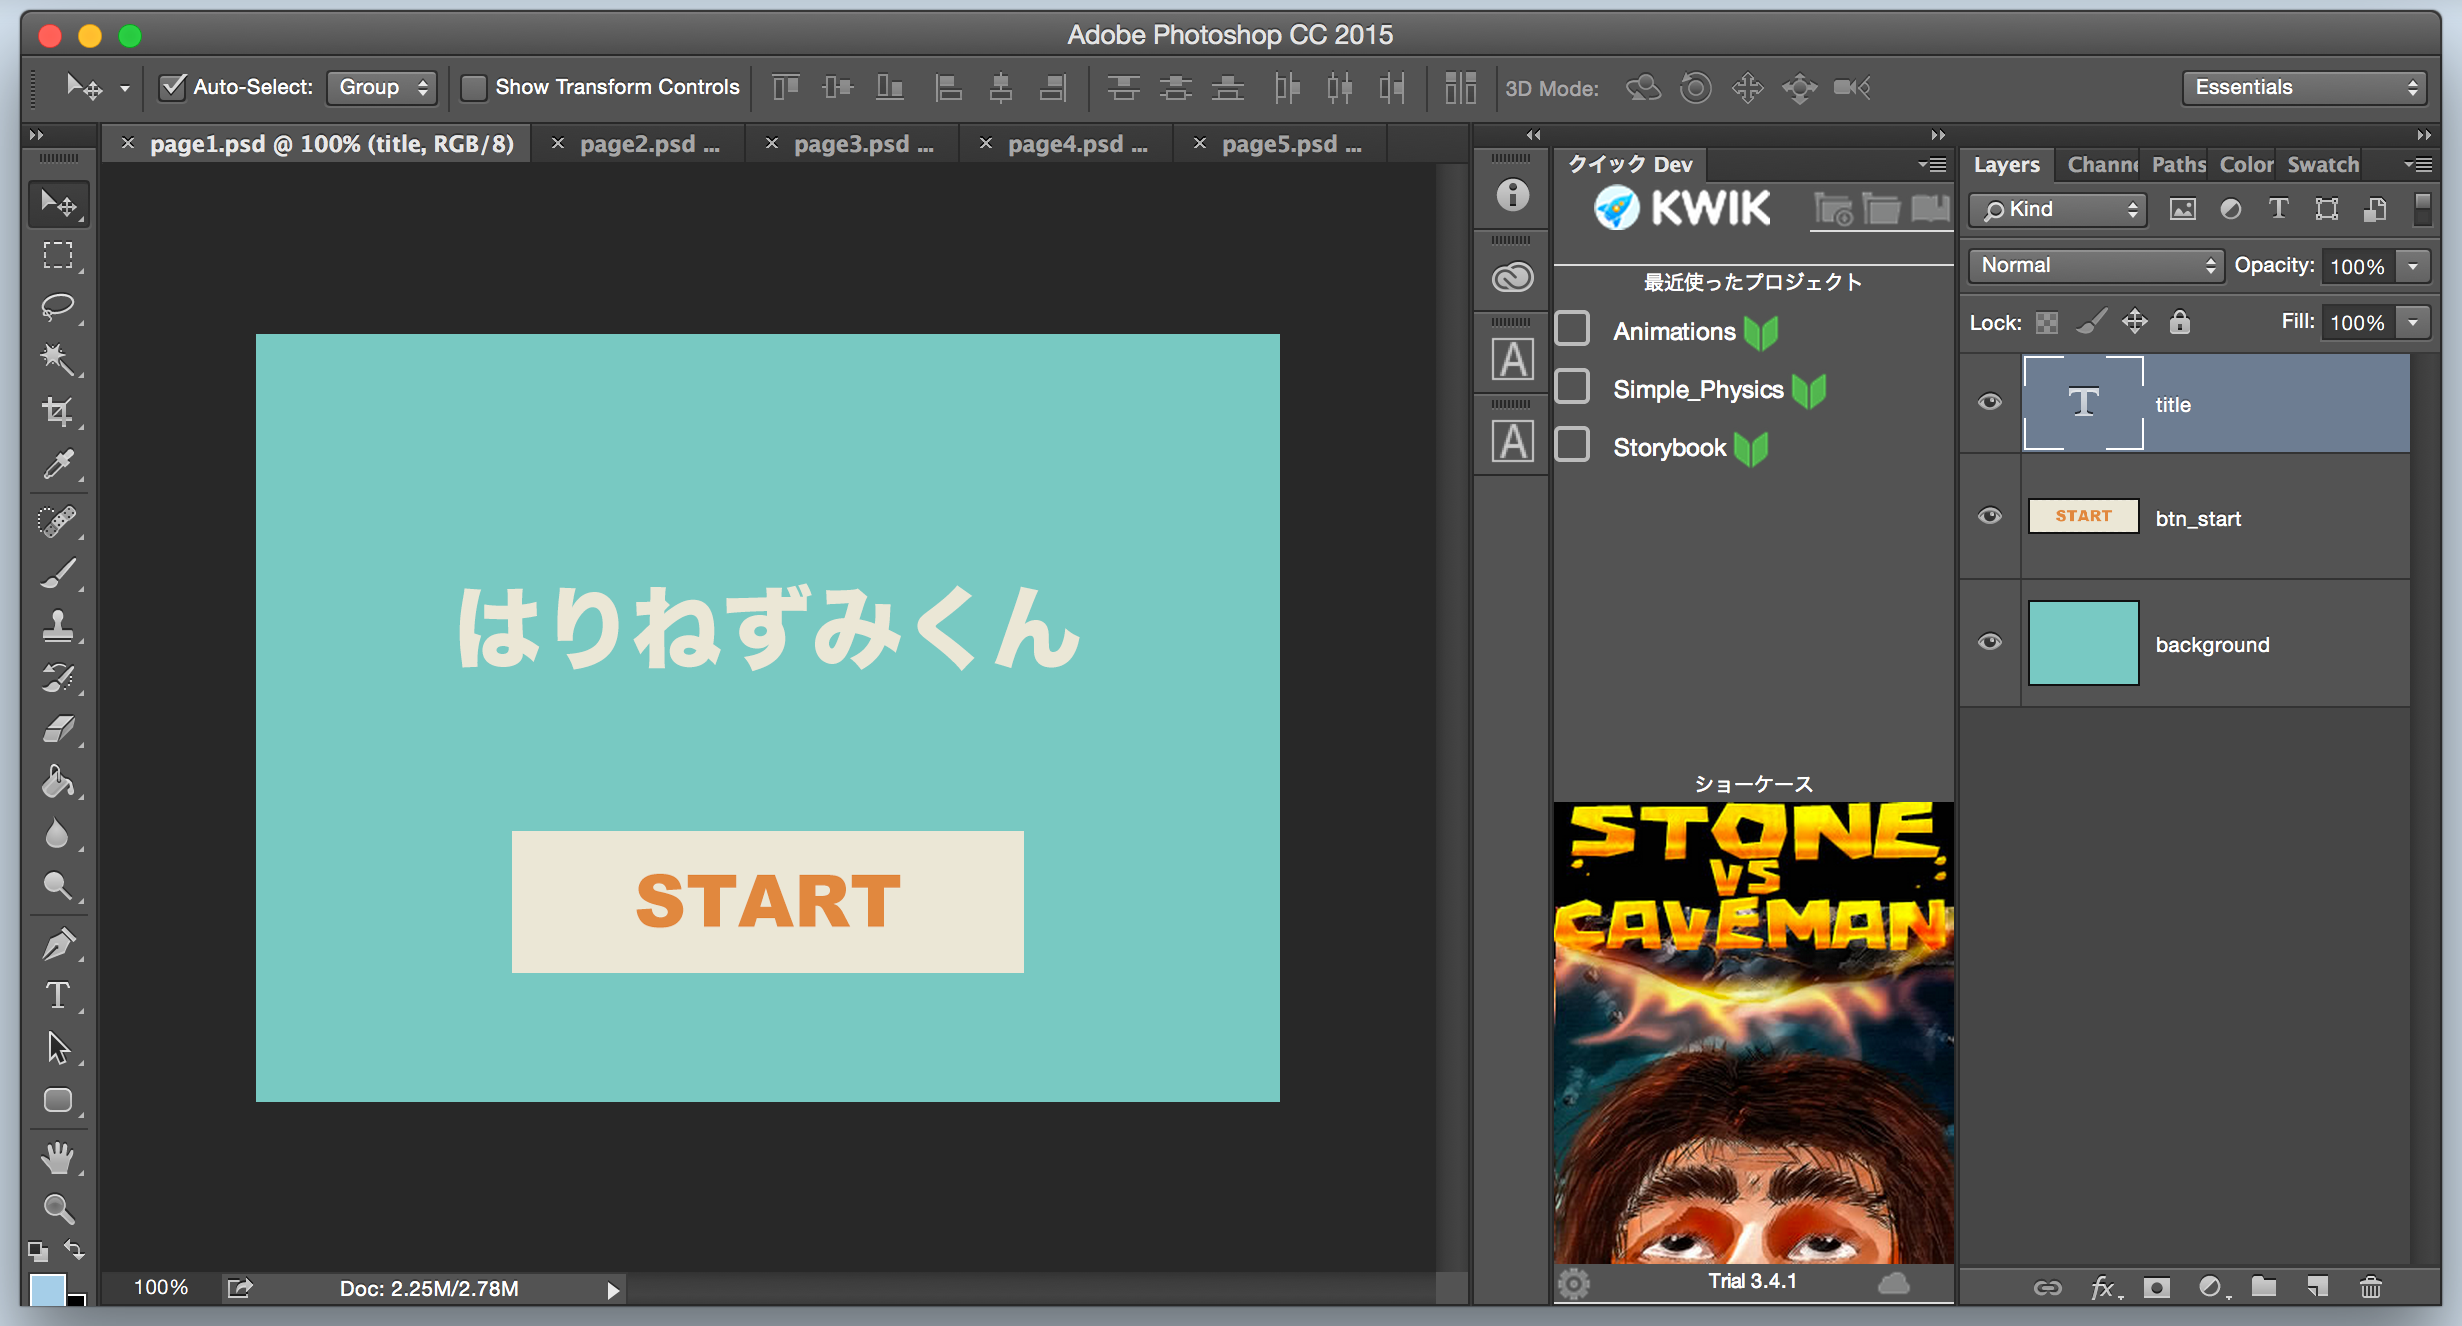 Adobe Photoshop CC 2015
Auto-Select: Group Show Transform Controls 3D Mode: Essentials
page1.psd @ 100% (title, RGB/8) page2.psd ... page3.psd ... page4.psd ... page5.psd ...
はりねずみくん
START
100% Doc: 2.25M/2.78M
クイック Dev
KWIK
最近使ったプロジェクト
Animations
Simple_Physics
Storybook
ショーケース
STONE
VS
CAVEMAN
Trial 3.4.1
Layers Channe Paths Color Swatch
Kind
Normal Opacity: 100%
Lock: Fill: 100%
T title
START btn_start
background
fx